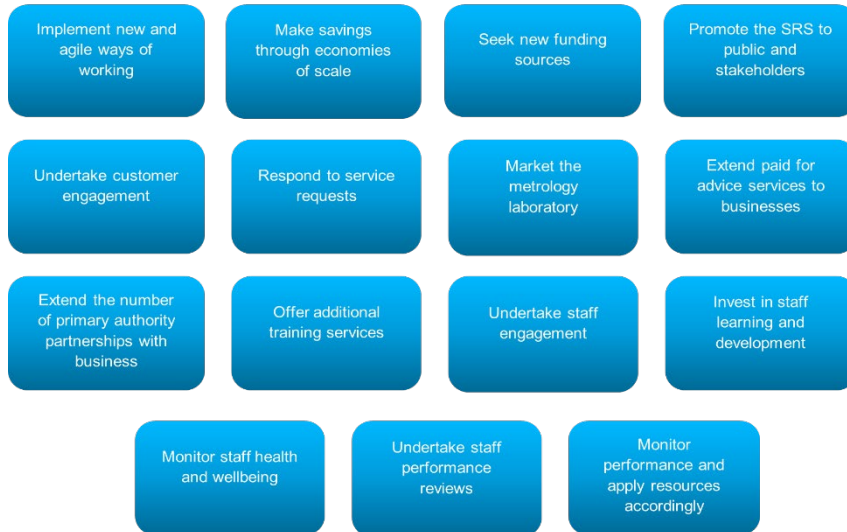 Implement new and
agile ways of
working
Make savings
through economies
of scale
Seek new funding
sources
Promote the SRS to
public and
stakeholders
Undertake customer
engagement
Respond to service
requests
Market the
metrology
laboratory
Extend paid for
advice services to
businesses
Extend the number
of primary authority
partnerships with
business
Offer additional
training services
Undertake staff
engagement
Invest in staff
learning and
development
Monitor staff health
and wellbeing
Undertake staff
performance
reviews
Monitor
performance and
apply resources
accordingly